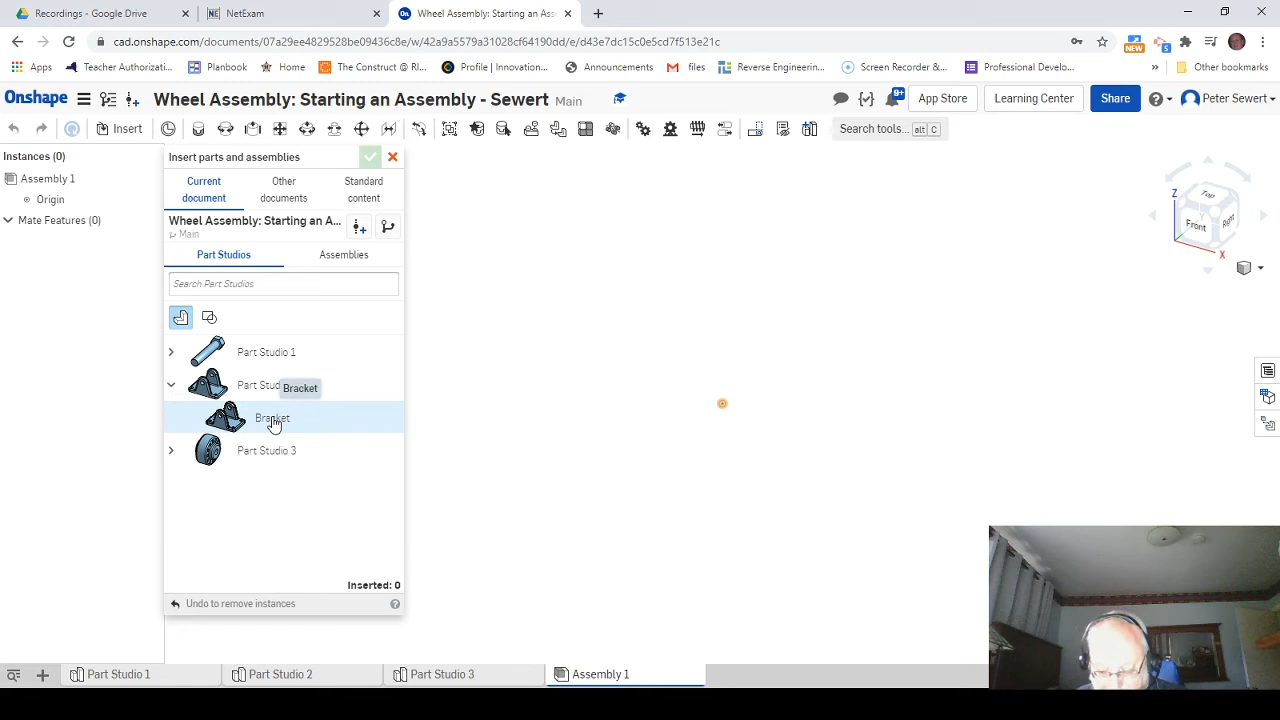 Recordings - Google Drive
NetExam
Wheel Assembly: Starting an Ass
cad.onshape.com/documents/07a29ee4829528be09436c8e/w/4239a5579a31028cf64190dd/e/d43e7dc15c0e5cd7f513e21c
NEW
5
Apps
Teacher Authorizati...
Planbook
Home
The Construct @ RI...
Profile | Innovation...
Announcements
files
Reverse Engineerin...
Screen Recorder &...
Professional Develo...
»
Other bookmarks
Onshape
Wheel Assembly: Starting an Assembly - Sewert Main
9+
App Store
Learning Center
Share
Peter Sewert
Insert
Search tools... alt C
Instances (0)
Assembly 1
Origin
Mate Features (0)
Insert parts and assemblies
Current document
Other documents
Standard content
Wheel Assembly: Starting an A...
Main
Part Studios
Assemblies
Search Part Studios
Part Studio 1
Part Stud
Bracket
Bracket
Part Studio 3
Inserted: 0
Undo to remove instances
Z
Top
Front
Right
X
Part Studio 1
Part Studio 2
Part Studio 3
Assembly 1